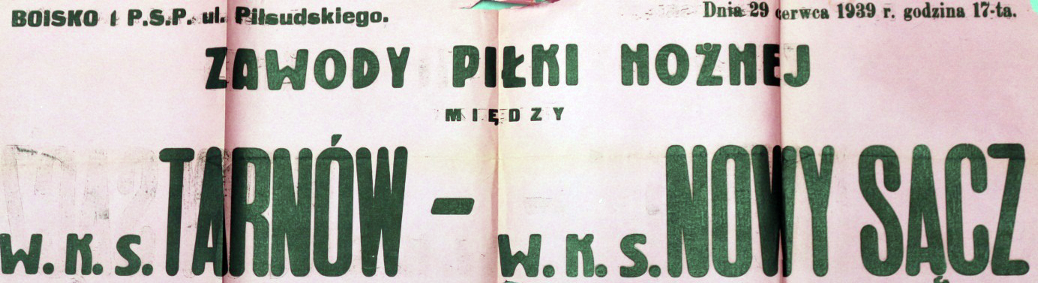 BOISKO I P.S.P. ul. Piłsudskiego.
Dnia 29 czerwca 1939 r. godzina 17-ta.
ZAWODY PIŁKI NOŻNEJ
MIĘDZY
W.K.S. TARNÓW – W.K.S. NOWY SĄCZ